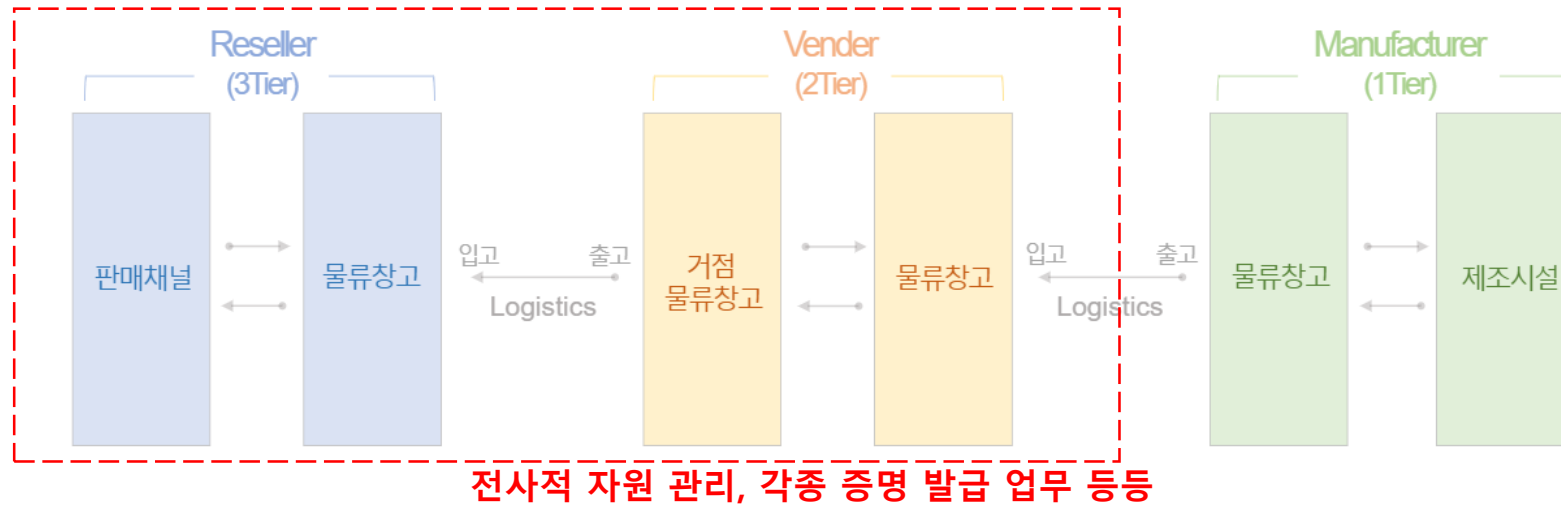 Reseller
(3Tier)
Vender
(2Tier)
Manufacturer
(1Tier)
판매채널
물류창고
입고
출고
Logistics
거점
물류창고
물류창고
입고
출고
Logistics
물류창고
제조시설
전사적 자원 관리, 각종 증명 발급 업무 등등